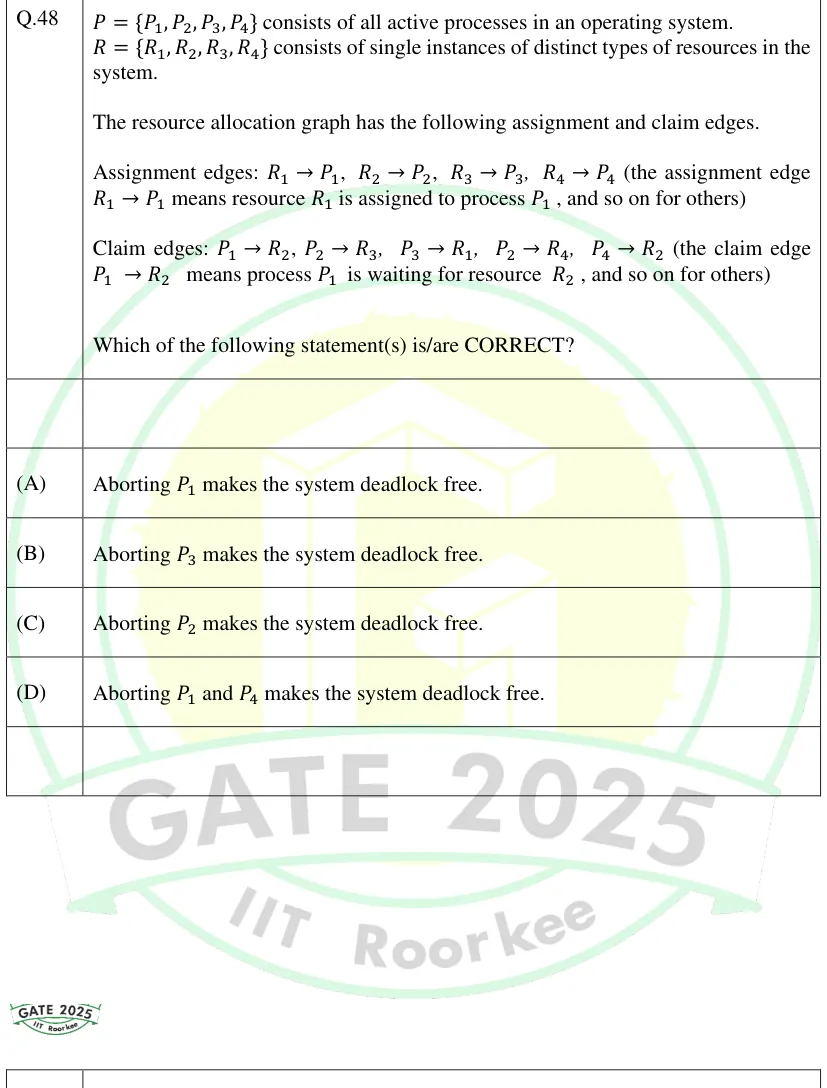 Q.48 P = {P₁, P₂, P₃, P₄} consists of all active processes in an operating system.
R = {R₁, R₂, R₃, R₄} consists of single instances of distinct types of resources in the
system.
The resource allocation graph has the following assignment and claim edges.
Assignment edges: R₁ → P₁, R₂ → P₂, R₃ → P₃, R₄ → P₄ (the assignment edge
R₁ → P₁ means resource R₁ is assigned to process P₁ , and so on for others)
Claim edges: P₁ → R₂, P₂ → R₃, P₃ → R₁, P₂ → R₄, P₄ → R₂ (the claim edge
P₁ → R₂ means process P₁ is waiting for resource R₂ , and so on for others)
Which of the following statement(s) is/are CORRECT?
(A) Aborting P₁ makes the system deadlock free.
(B) Aborting P₃ makes the system deadlock free.
(C) Aborting P₂ makes the system deadlock free.
(D) Aborting P₁ and P₄ makes the system deadlock free.
GATE 2025
IIT Roorkee
GATE 2025
IIT Roorkee